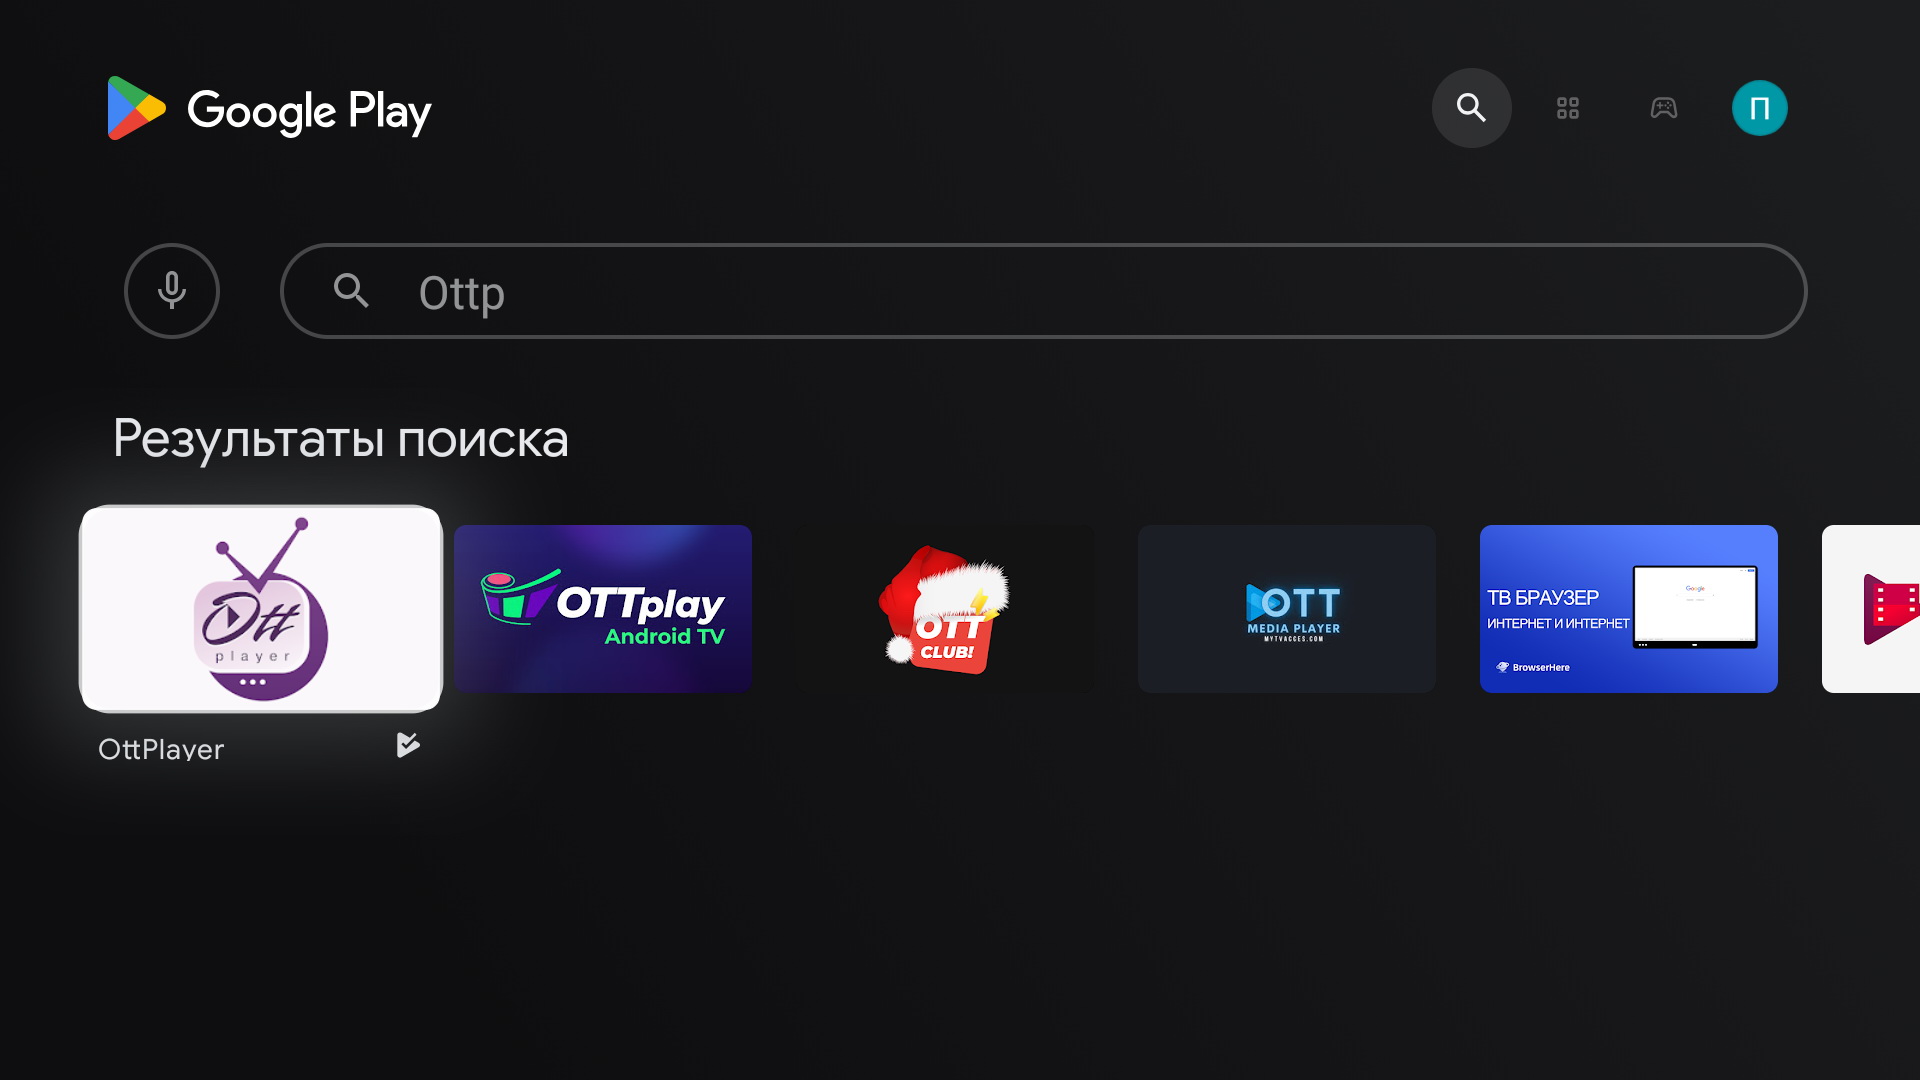 Google Play
П
Ottp
Результаты поиска
Ott
player
OTTplay
Android TV
OTT
CLUB!
OTT
MEDIA PLAYER
MYTVACCES.COM
ТВ БРАУЗЕР
ИНТЕРНЕТ И ИНТЕРНЕТ
Google
BrowserHere
OttPlayer